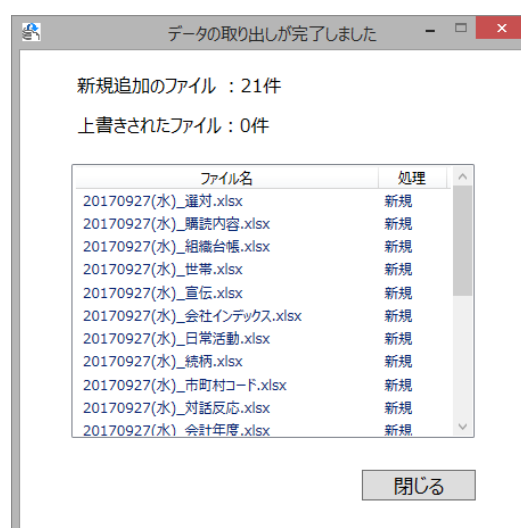 データの取り出しが完了しました
新規追加のファイル ：21件
上書きされたファイル：0件
ファイル名 処理
20170927(水)_選対.xlsx 新規
20170927(水)_購読内容.xlsx 新規
20170927(水)_組織台帳.xlsx 新規
20170927(水)_世帯.xlsx 新規
20170927(水)_宣伝.xlsx 新規
20170927(水)_会社インデックス.xlsx 新規
20170927(水)_日常活動.xlsx 新規
20170927(水)_続柄.xlsx 新規
20170927(水)_市町村コード.xlsx 新規
20170927(水)_対話反応.xlsx 新規
20170927(水)_会計年度.xlsx 新規
閉じる